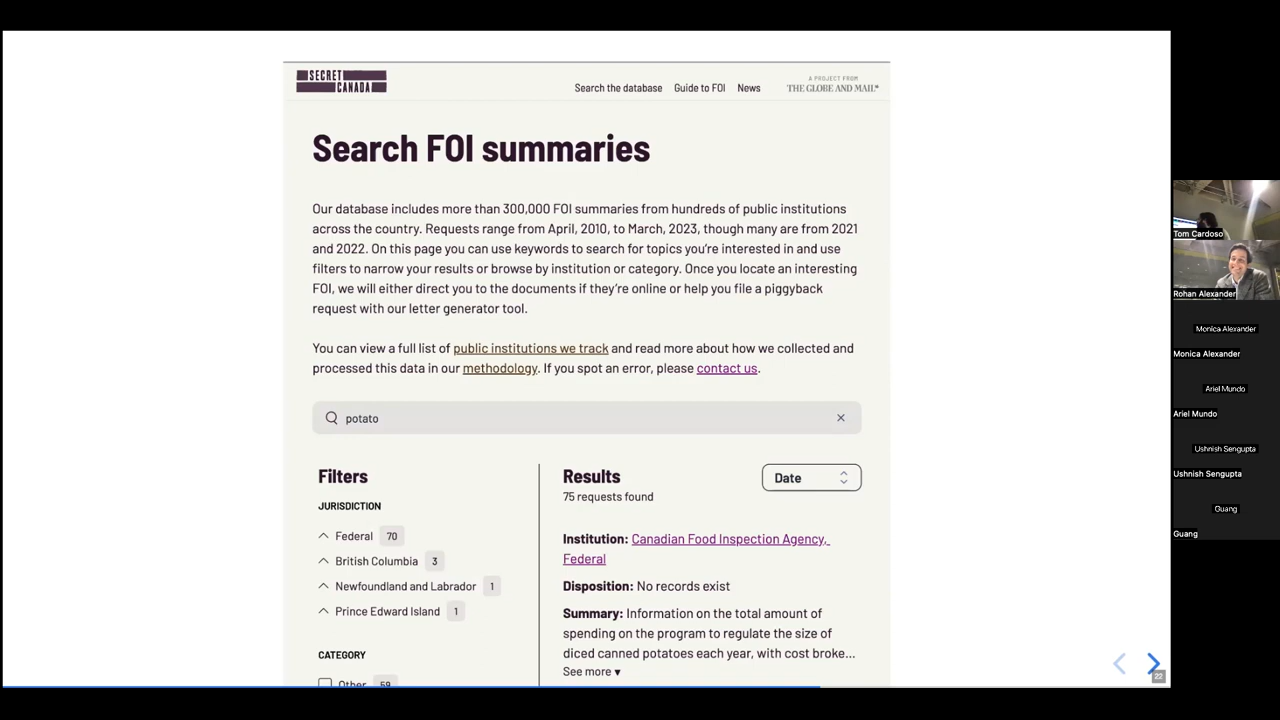 SECRET
CANADA
Search the database
Guide to FOI
News
A PROJECT FROM
THE GLOBE AND MAIL*
Search FOI summaries
Our database includes more than 300,000 FOI summaries from hundreds of public institutions
across the country. Requests range from April, 2010, to March, 2023, though many are from 2021
and 2022. On this page you can use keywords to search for topics you're interested in and use
filters to narrow your results or browse by institution or category. Once you locate an interesting
FOI, we will either direct you to the documents if they're online or help you file a piggyback
request with our letter generator tool.
You can view a full list of public institutions we track and read more about how we collected and
processed this data in our methodology. If you spot an error, please contact us.
potato
Filters
JURISDICTION
Federal 70
British Columbia 3
Newfoundland and Labrador 1
Prince Edward Island 1
CATEGORY
Other 59
Results
75 requests found
Date
Institution: Canadian Food Inspection Agency,
Federal
Disposition: No records exist
Summary: Information on the total amount of
spending on the program to regulate the size of
diced canned potatoes each year, with cost broke...
See more ▾
22
Tom Cardoso
Rohan Alexander
Monica Alexander
Monica Alexander
Ariel Mundo
Ariel Mundo
Ushnish Sengupta
Ushnish Sengupta
Guang
Guang